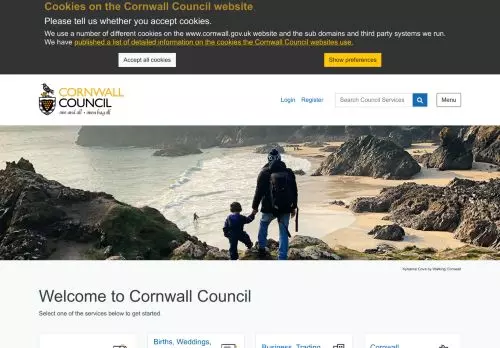 Cookies on the Cornwall Council website
Please tell us whether you accept cookies.
We use a number of different cookies on the www.cornwall.gov.uk website and the sub domains and third party systems we run.
We have published a list of detailed information on the cookies the Cornwall Council websites use.
Accept all cookies
Show preferences
CORNWALL
COUNCIL
one and all • onen hag oll
Login
Register
Search Council Services
Menu
Kynance Cove by Walking Cornwall
Welcome to Cornwall Council
Select one of the services below to get started.
Births, Weddings,
Business, Trading
Cornwall